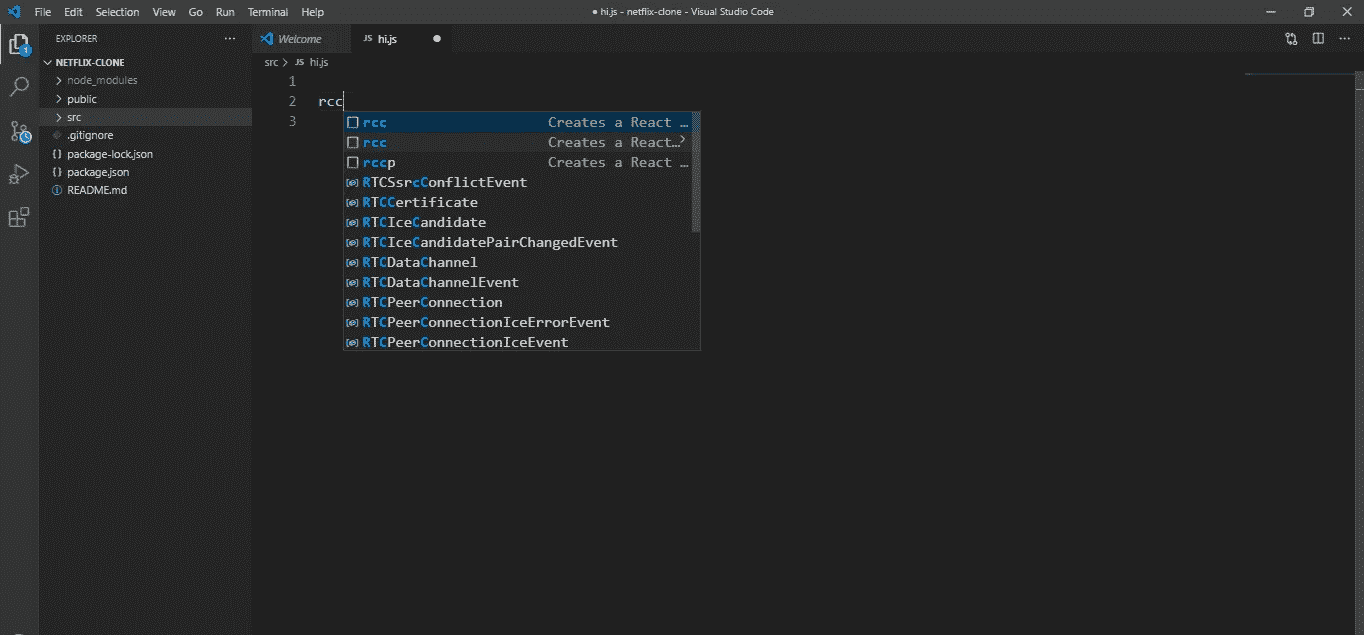 File Edit Selection View Go Run Terminal Help
● hi.js - netflix-clone - Visual Studio Code
EXPLORER ...
Welcome
JS hi.js ●
1
NETFLIX-CLONE
node_modules
public
src
.gitignore
{} package-lock.json
{} package.json
README.md
src > JS hi.js
1
2 rcc
3
rcc Creates a React …
rcc Creates a React…
rccp Creates a React …
RTCSsrcConflictEvent
RTCCertificate
RTCIceCandidate
RTCIceCandidatePairChangedEvent
RTCDataChannel
RTCDataChannelEvent
RTCPeerConnection
RTCPeerConnectionIceErrorEvent
RTCPeerConnectionIceEvent